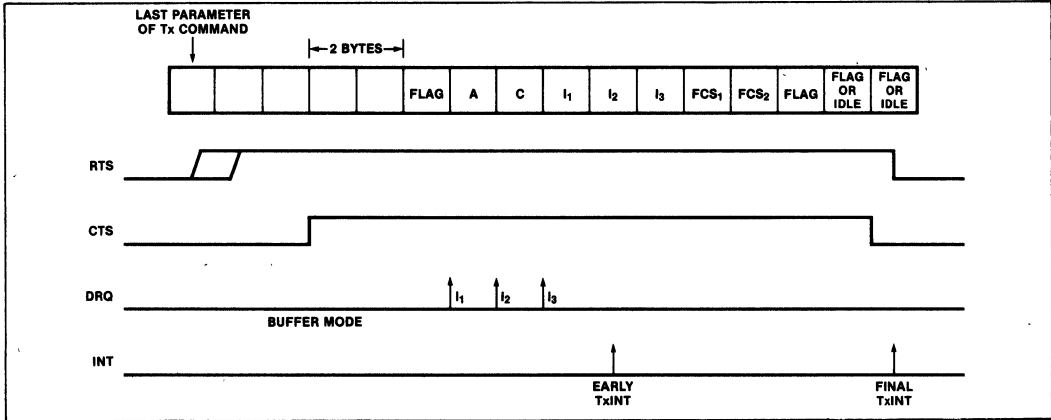 LAST PARAMETER
OF Tx COMMAND
2 BYTES
FLAG A C I1 I2 I3 FCS1 FCS2 FLAG FLAG OR IDLE FLAG OR IDLE
RTS
CTS
DRQ I1 I2 I3
BUFFER MODE
INT
EARLY
TxINT
FINAL
TxINT